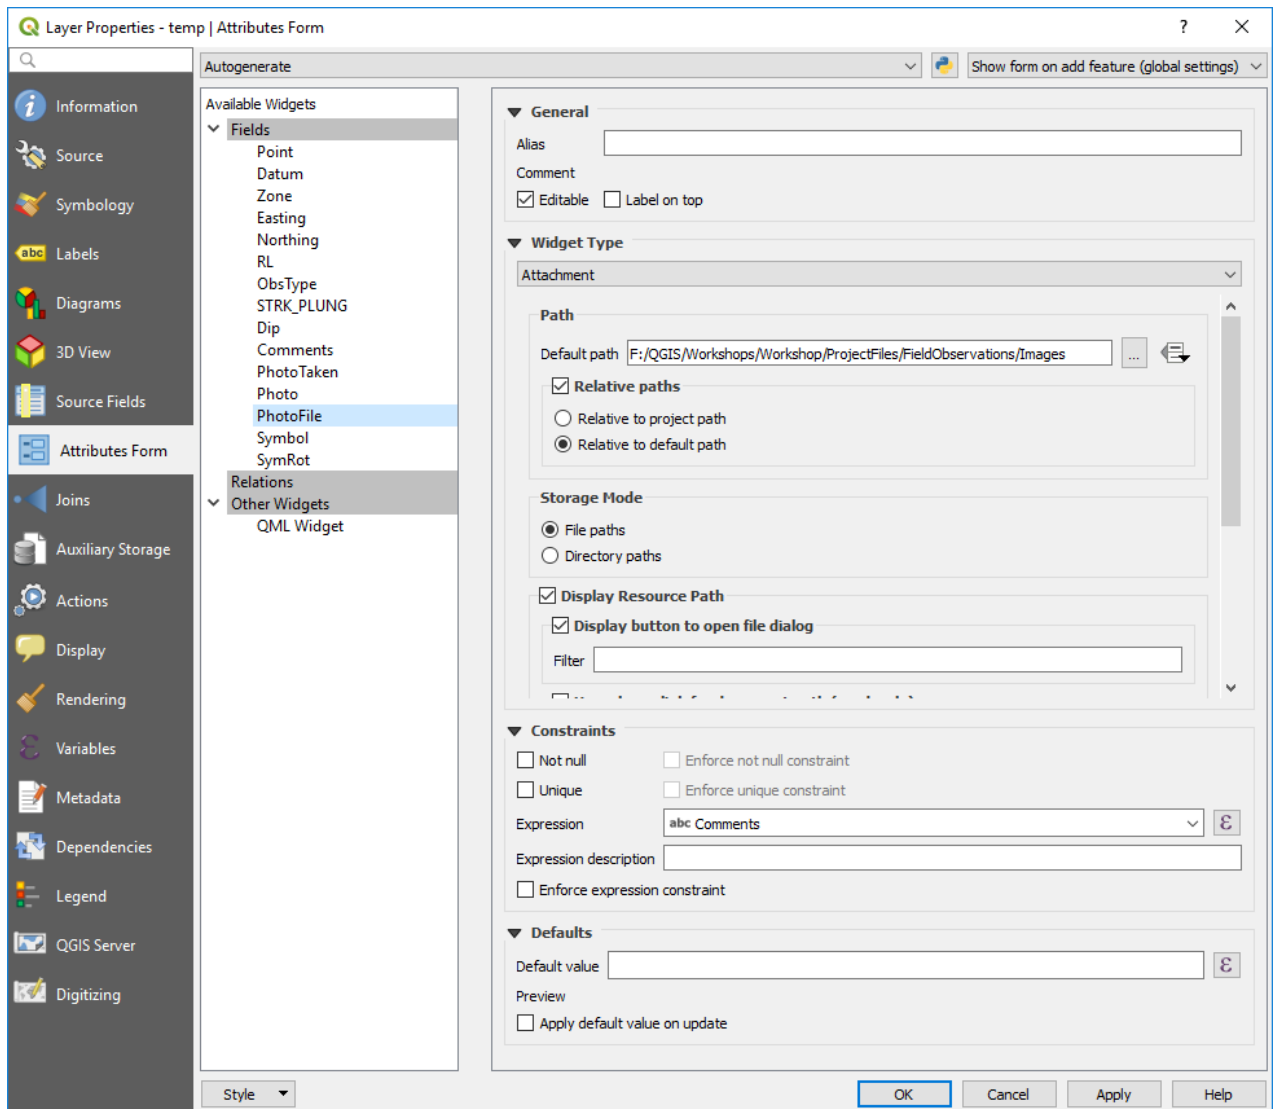 Layer Properties - temp | Attributes Form
?
Autogenerate
Show form on add feature (global settings)
Information
Source
Symbology
abc Labels
Diagrams
3D View
Source Fields
Attributes Form
Joins
Auxiliary Storage
Actions
Display
Rendering
Variables
Metadata
Dependencies
Legend
QGIS Server
Digitizing
Available Widgets
Fields
Point
Datum
Zone
Easting
Northing
RL
ObsType
STRK_PLUNG
Dip
Comments
PhotoTaken
Photo
PhotoFile
Symbol
SymRot
Relations
Other Widgets
QML Widget
General
Alias
Comment
Editable
Label on top
Widget Type
Attachment
Path
Default path F:/QGIS/Workshops/Workshop/ProjectFiles/FieldObservations/Images ...
Relative paths
Relative to project path
Relative to default path
Storage Mode
File paths
Directory paths
Display Resource Path
Display button to open file dialog
Filter
Constraints
Not null
Enforce not null constraint
Unique
Enforce unique constraint
Expression
abc Comments
ε
Expression description
Enforce expression constraint
Defaults
Default value
ε
Preview
Apply default value on update
Style
OK
Cancel
Apply
Help